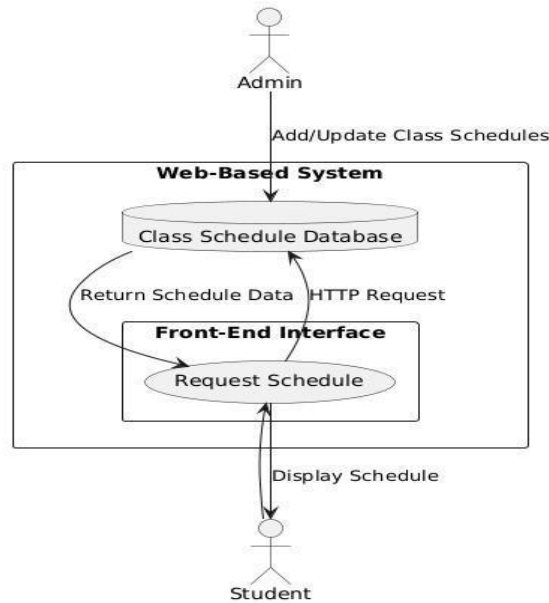 Admin
Add/Update Class Schedules
Web-Based System
Class Schedule Database
Return Schedule Data
HTTP Request
Front-End Interface
Request Schedule
Display Schedule
Student